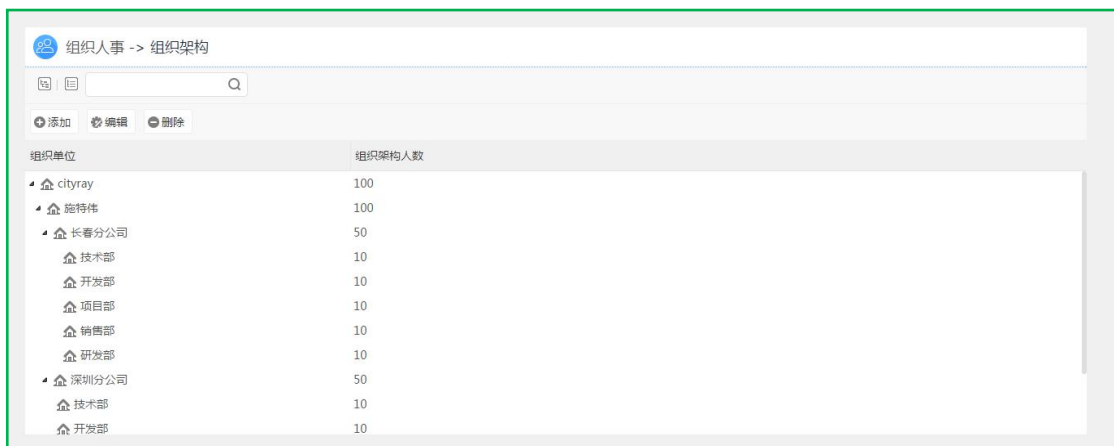 组织人事 -> 组织架构
添加 编辑 删除
组织单位 组织架构人数
cityray 100
施特伟 100
长春分公司 50
技术部 10
开发部 10
项目部 10
销售部 10
研发部 10
深圳分公司 50
技术部 10
开发部 10